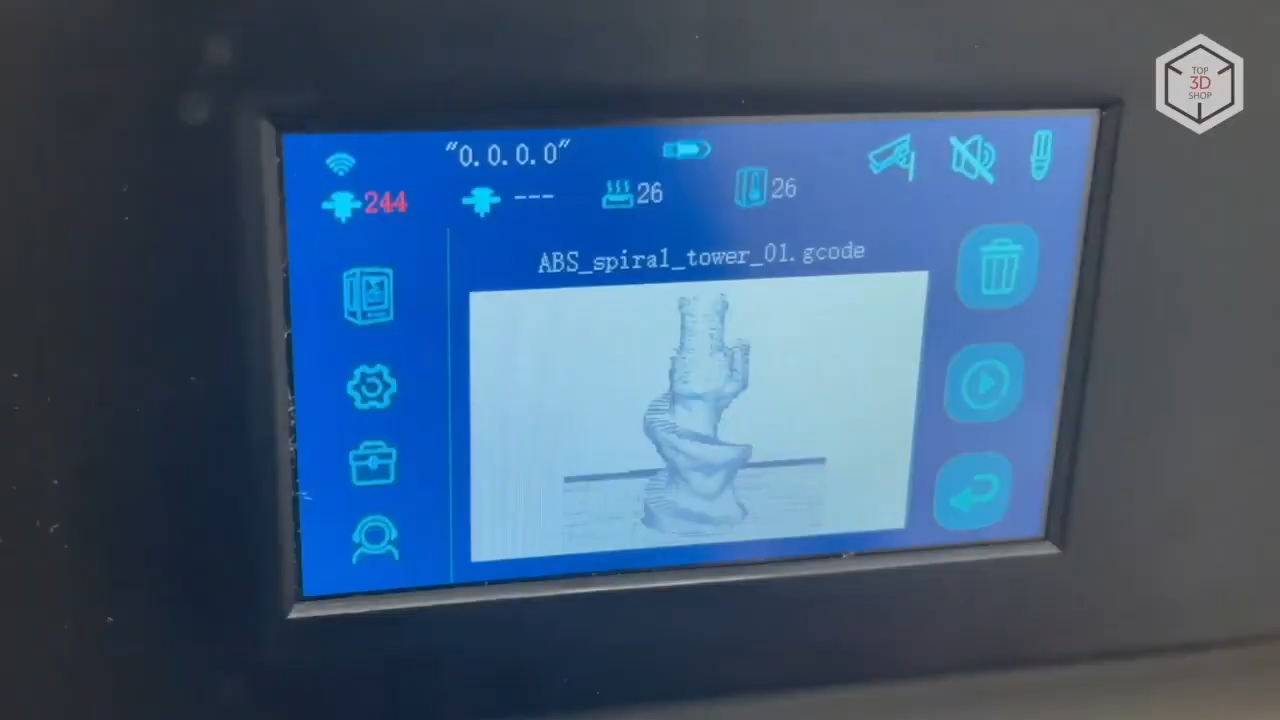 "0.0.0.0"
244 --- 26 26
ABS_spiral_tower_01.gcode
TOP
3D
SHOP